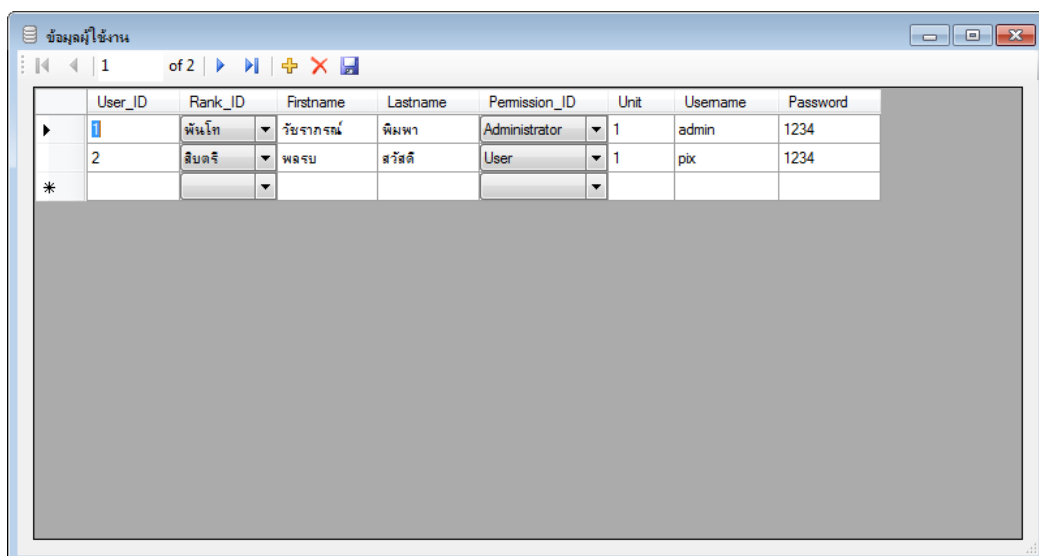 ข้อมูลผู้ใช้งาน
1 of 2
User_ID Rank_ID Firstname Lastname Permission_ID Unit Username Password
1 พันโท วัชราภรณ์ พิมพา Administrator 1 admin 1234
2 สิบตรี พลรบ สวัสดี User 1 pix 1234